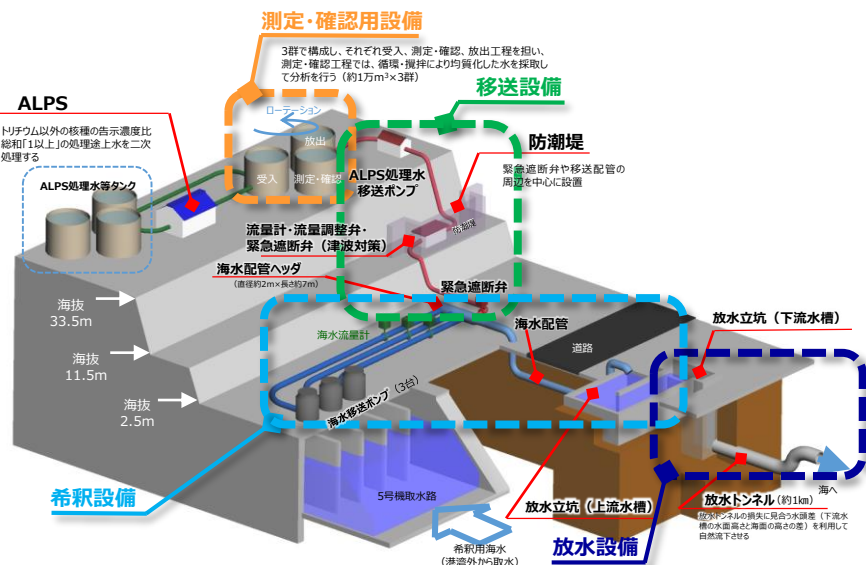 測定・確認用設備
3群で構成し、それぞれ受入、測定・確認、放出工程を担い、
測定・確認工程では、循環・攪拌により均質化した水を採取し
て分析を行う（約1万m³×3群）
移送設備
ALPS
トリチウム以外の核種の告示濃度比
総和「1以上」の処理途上水を二次
処理する
ローテーション
放出
受入
測定・確認
防潮堤
緊急遮断弁や移送配管の
周辺を中心に設置
ALPS処理水
移送ポンプ
ALPS処理水等タンク
防潮堤
流量計・流量調整弁・
緊急遮断弁（津波対策）
海水配管ヘッダ
（直径約2m×長さ約7m）
緊急遮断弁
海抜
33.5m
海水流量計
海水配管
道路
放水立坑（下流水槽）
海抜
11.5m
海抜
2.5m
海水移送ポンプ（3台）
希釈設備
5号機取水路
放水立坑（上流水槽）
海へ
放水トンネル（約1km）
放水トンネルの損失に見合う水頭差（下流水
槽の水面高さと海面の高さの差）を利用して
自然流下させる
希釈用海水
（港湾外から取水）
放水設備